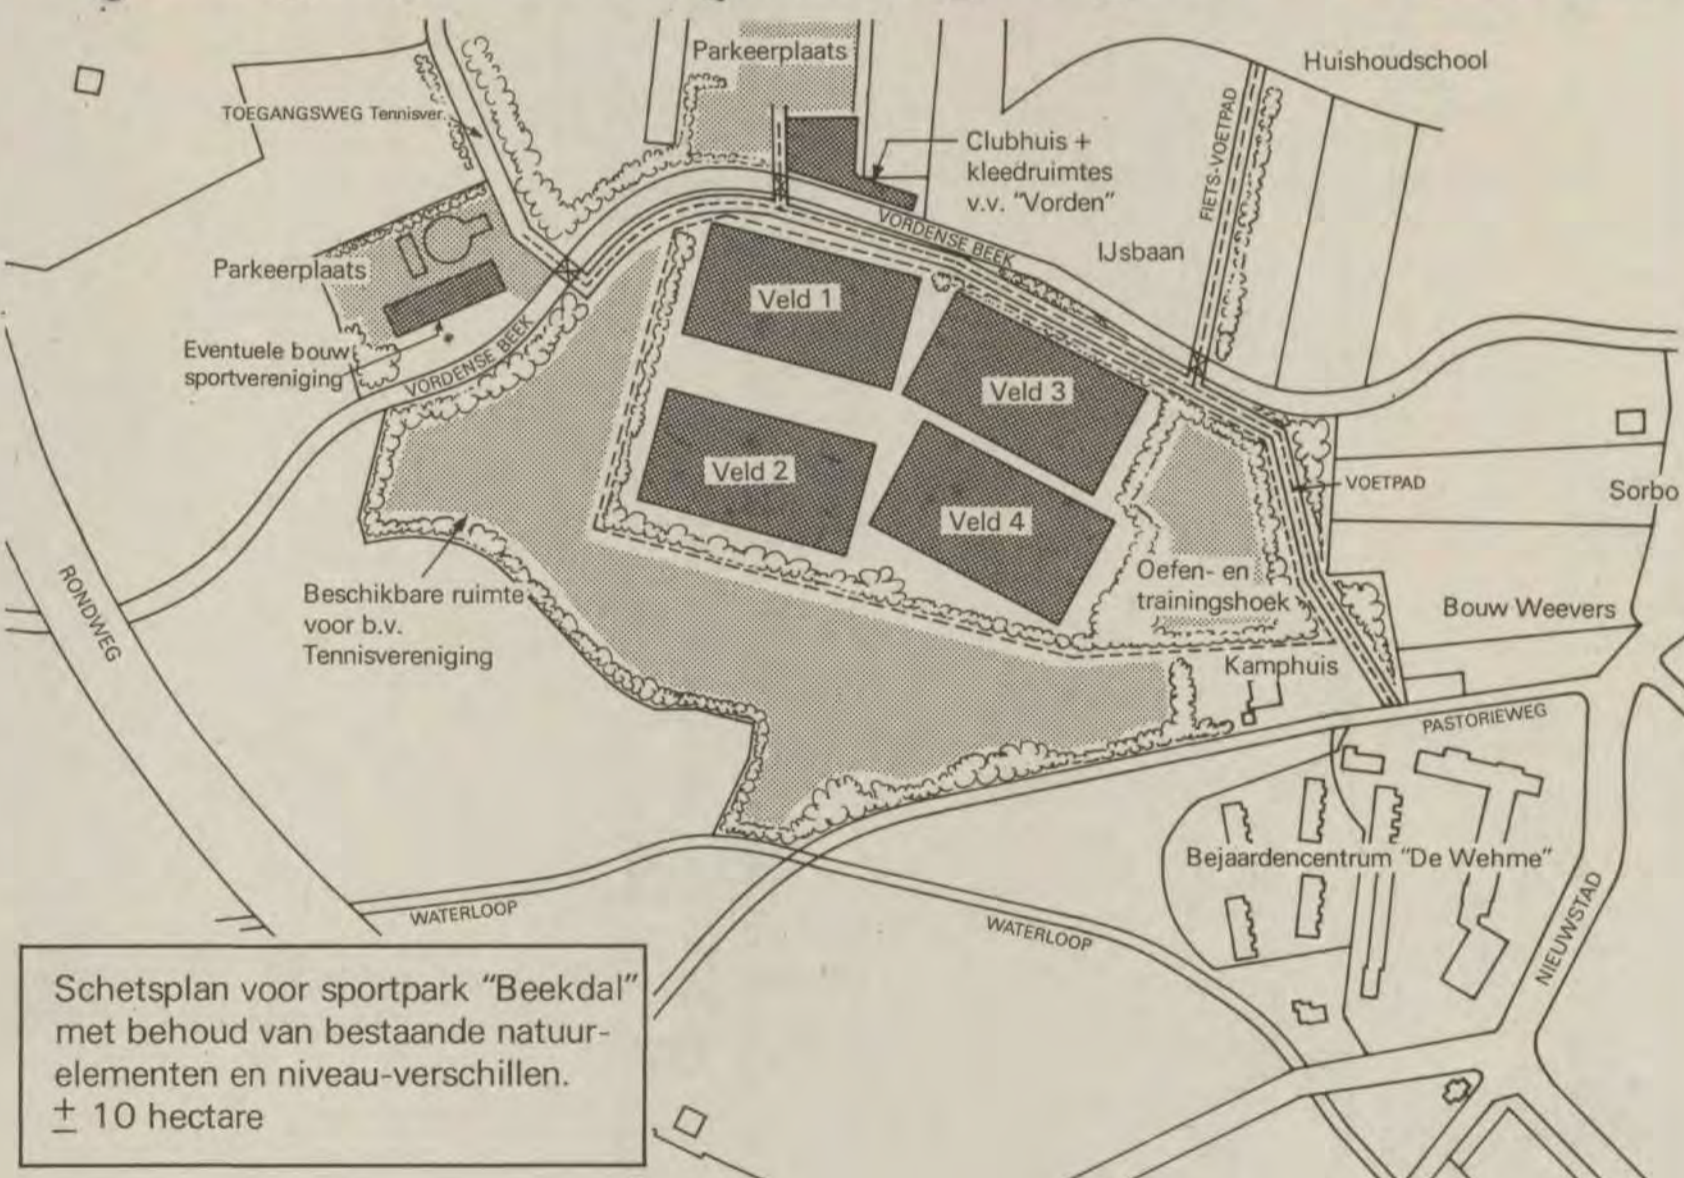 Parkeerplaats
Huishoudschool
TOEGANGSWEG Tennisver.
Clubhuis +
kleedruimtes
v.v. "Vorden"
FIETS-VOETPAD
VORDENSE BEEK
IJsbaan
Parkeerplaats
Veld 1
Eventuele bouw
sportvereniging
VORDENSE BEEK
Veld 3
Veld 2
VOETPAD
Sorbo
Veld 4
Oefen- en
trainingshoek
RONDWEG
Beschikbare ruimte
voor b.v.
Tennisvereniging
Bouw Weevers
Kamphuis
PASTORIEWEG
Bejaardencentrum "De Wehme"
WATERLOOP
WATERLOOP
NIEUWSTAD
Schetsplan voor sportpark "Beekdal"
met behoud van bestaande natuur-
elementen en niveau-verschillen.
± 10 hectare